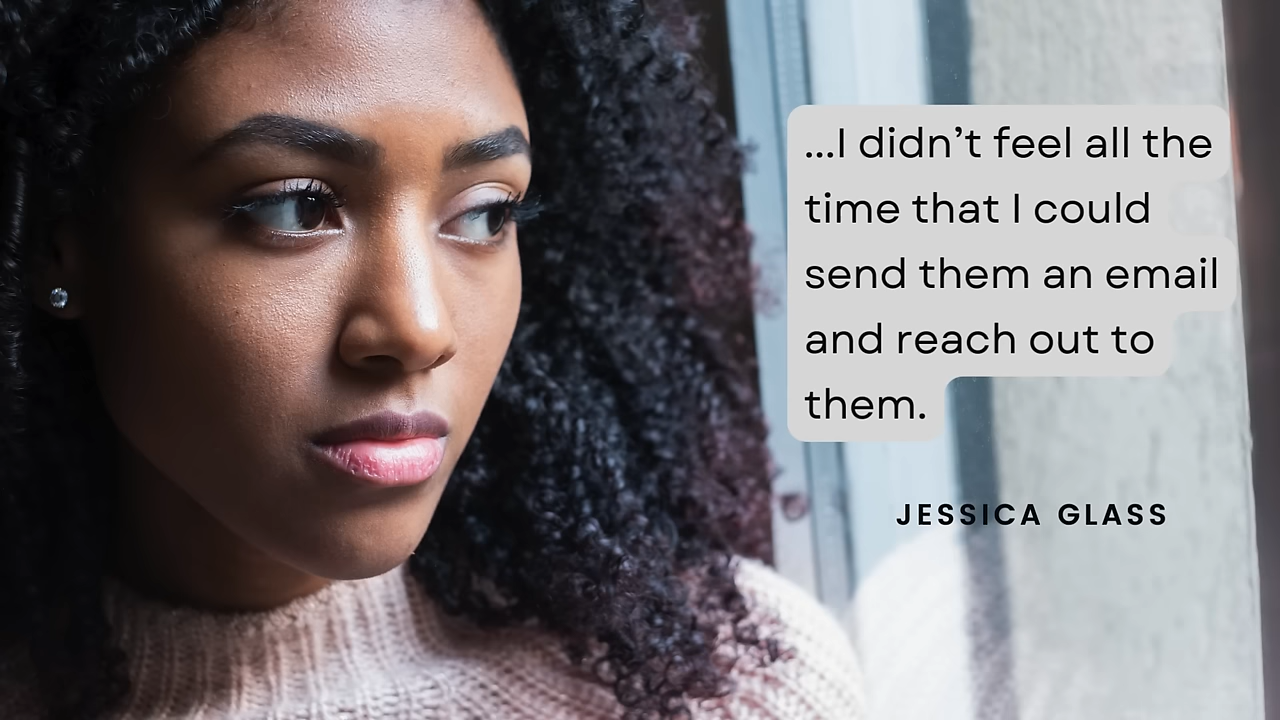 ...I didn’t feel all the
time that I could
send them an email
and reach out to
them.
JESSICA GLASS